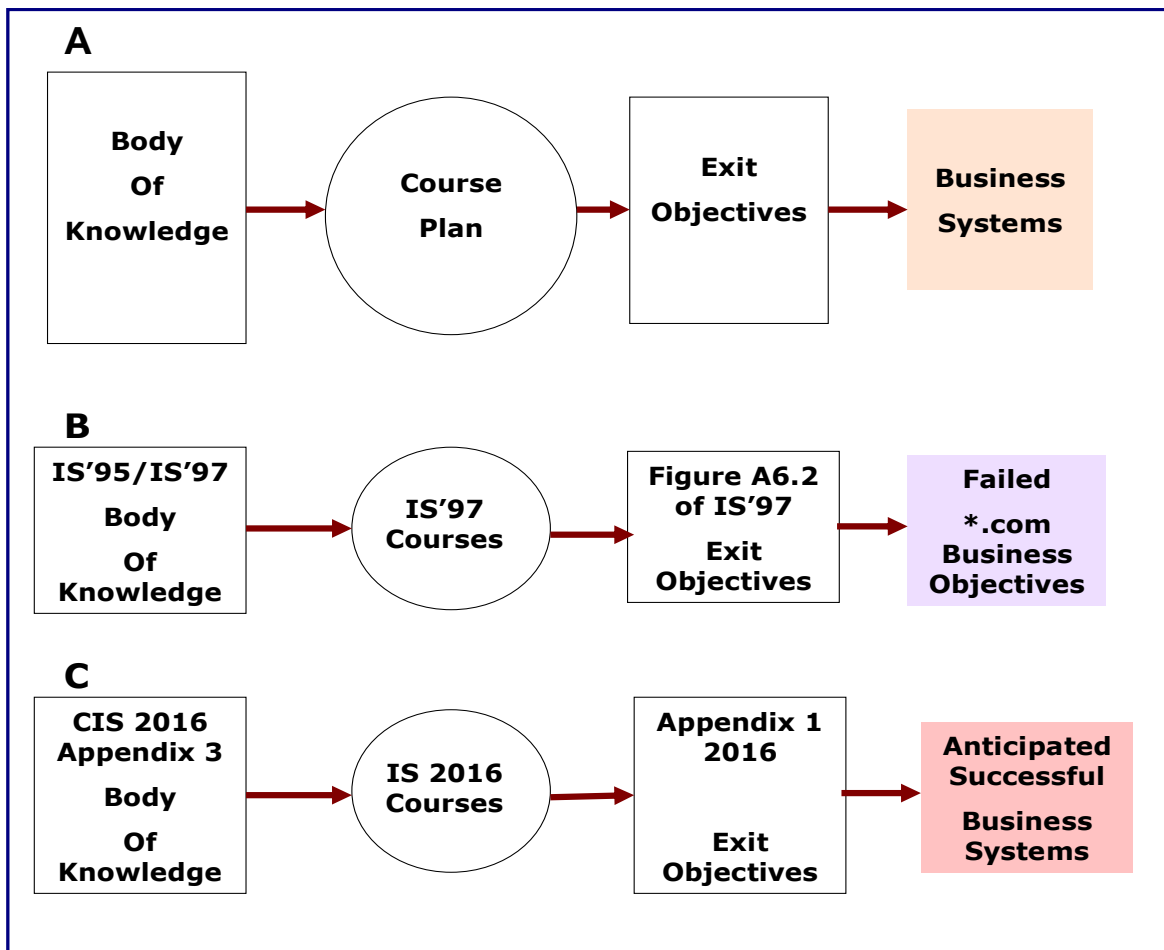 A
Body
Of
Knowledge
Course
Plan
Exit
Objectives
Business
Systems
B
IS’95/IS’97
Body
Of
Knowledge
IS’97
Courses
Figure A6.2
of IS’97
Exit
Objectives
Failed
*.com
Business
Objectives
C
CIS 2016
Appendix 3
Body
Of
Knowledge
IS 2016
Courses
Appendix 1
2016
Exit
Objectives
Anticipated
Successful
Business
Systems